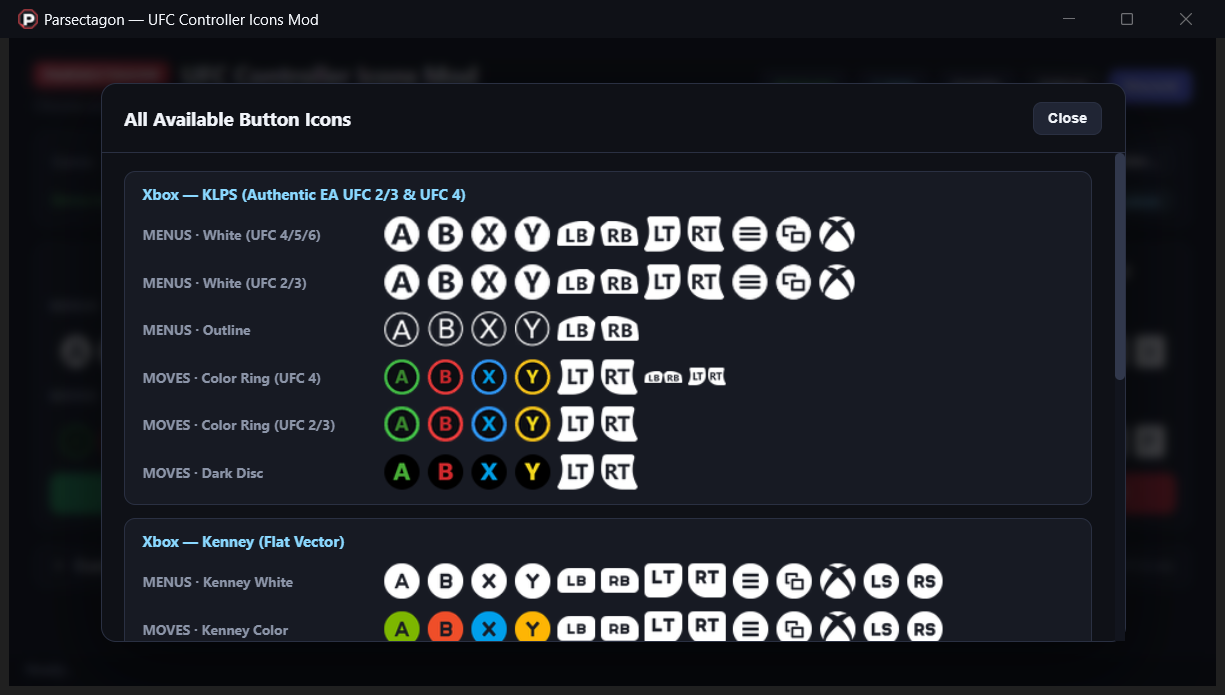 Parsectagon — UFC Controller Icons Mod
All Available Button Icons
Close
Xbox — KLPS (Authentic EA UFC 2/3 & UFC 4)
MENUS · White (UFC 4/5/6) A B X Y LB RB LT RT
MENUS · White (UFC 2/3) A B X Y LB RB LT RT
MENUS · Outline A B X Y LB RB
MOVES · Color Ring (UFC 4) A B X Y LT RT LB RB LT RT
MOVES · Color Ring (UFC 2/3) A B X Y LT RT
MOVES · Dark Disc A B X Y LT RT
Xbox — Kenney (Flat Vector)
MENUS · Kenney White A B X Y LB RB LT RT LS RS
MOVES · Kenney Color A B X Y LB RB LT RT LS RS